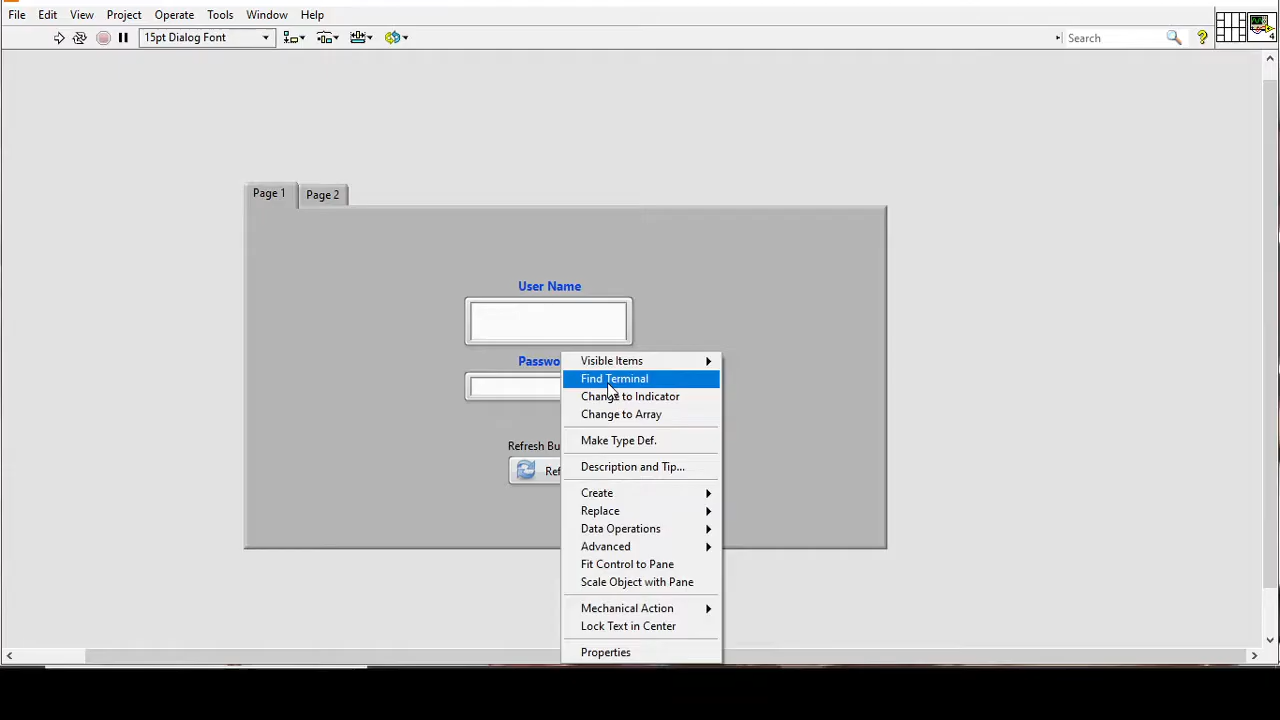 File Edit View Project Operate Tools Window Help
15pt Dialog Font
Search
?
4
Page 1
Page 2
User Name
Passwo
Refresh Bu
Ref
Visible Items
Find Terminal
Change to Indicator
Change to Array
Make Type Def.
Description and Tip...
Create
Replace
Data Operations
Advanced
Fit Control to Pane
Scale Object with Pane
Mechanical Action
Lock Text in Center
Properties